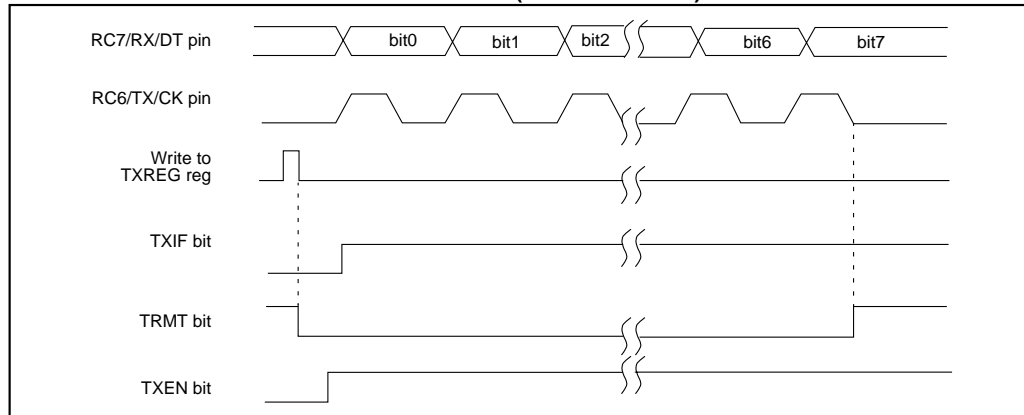 RC7/RX/DT pin
bit0 bit1 bit2 bit6 bit7
RC6/TX/CK pin
Write to
TXREG reg
TXIF bit
TRMT bit
TXEN bit